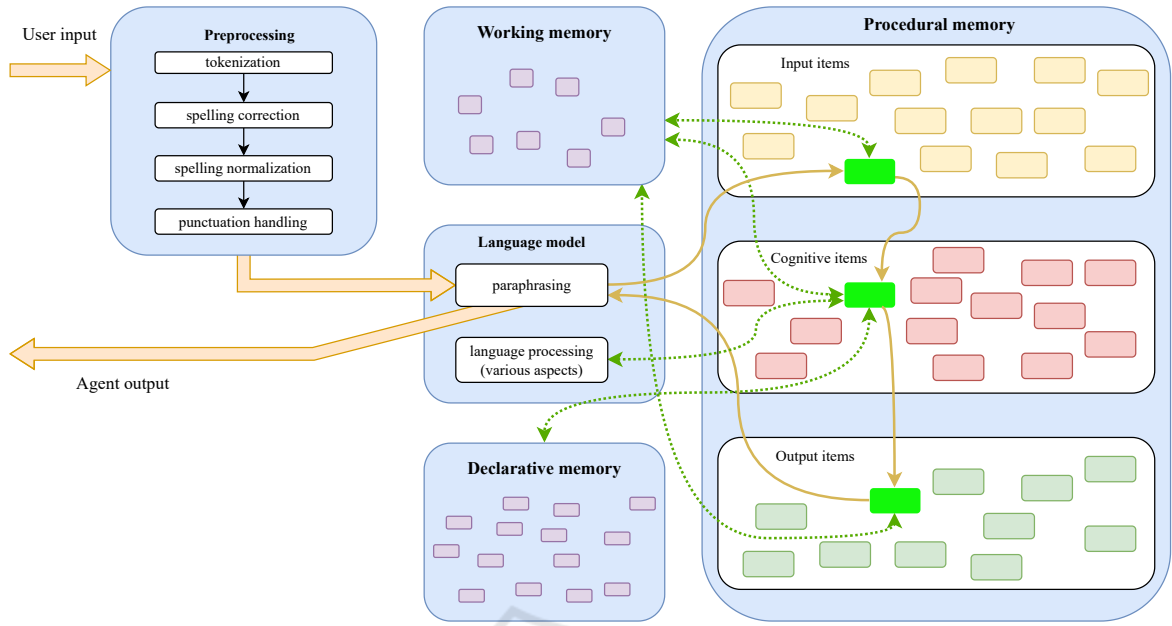 User input
Preprocessing
tokenization
spelling correction
spelling normalization
punctuation handling
Working memory
Language model
paraphrasing
language processing
(various aspects)
Agent output
Declarative memory
Procedural memory
Input items
Cognitive items
Output items